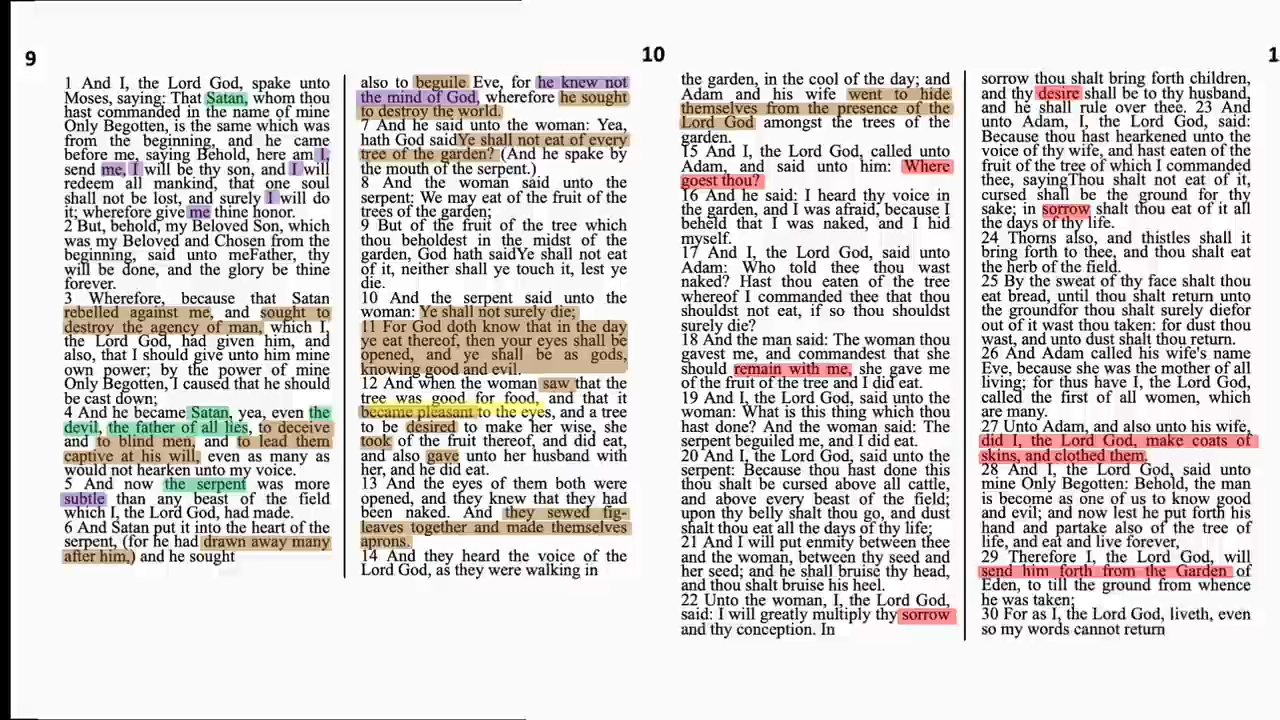 9
1 And I, the Lord God, spake unto
Moses, saying: That Satan, whom thou
hast commanded in the name of mine
Only Begotten, is the same which was
from the beginning, and he came
before me, saying Behold, here am I,
send me, I will be thy son, and I will
redeem all mankind, that one soul
shall not be lost, and surely I will do
it; wherefore give me thine honor.
2 But, behold, my Beloved Son, which
was my Beloved and Chosen from the
beginning, said unto meFather, thy
will be done, and the glory be thine
forever.
3 Wherefore, because that Satan
rebelled against me, and sought to
destroy the agency of man, which I,
the Lord God, had given him, and
also, that I should give unto him mine
own power; by the power of mine
Only Begotten, I caused that he should
be cast down;
4 And he became Satan, yea, even the
devil, the father of all lies, to deceive
and to blind men, and to lead them
captive at his will, even as many as
would not hearken unto my voice.
5 And now the serpent was more
subtle than any beast of the field
which I, the Lord God, had made.
6 And Satan put it into the heart of the
serpent, (for he had drawn away many
after him,) and he sought
also to beguile Eve, for he knew not
the mind of God, wherefore he sought
to destroy the world.
7 And he said unto the woman: Yea,
hath God saidYe shall not eat of every
tree of the garden? (And he spake by
the mouth of the serpent.)
8 And the woman said unto the
serpent: We may eat of the fruit of the
trees of the garden;
9 But of the fruit of the tree which
thou beholdest in the midst of the
garden, God hath saidYe shall not eat
of it, neither shall ye touch it, lest ye
die.
10 And the serpent said unto the
woman: Ye shall not surely die;
11 For God doth know that in the day
ye eat thereof, then your eyes shall be
opened, and ye shall be as gods,
knowing good and evil.
12 And when the woman saw that the
tree was good for food, and that it
became pleasant to the eyes, and a tree
to be desired to make her wise, she
took of the fruit thereof, and did eat,
and also gave unto her husband with
her, and he did eat.
13 And the eyes of them both were
opened, and they knew that they had
been naked. And they sewed fig-
leaves together and made themselves
aprons.
14 And they heard the voice of the
Lord God, as they were walking in
10
the garden, in the cool of the day; and
Adam and his wife went to hide
themselves from the presence of the
Lord God amongst the trees of the
garden.
15 And I, the Lord God, called unto
Adam, and said unto him: Where
goest thou?
16 And he said: I heard thy voice in
the garden, and I was afraid, because I
beheld that I was naked, and I hid
myself.
17 And I, the Lord God, said unto
Adam: Who told thee thou wast
naked? Hast thou eaten of the tree
whereof I commanded thee that thou
shouldst not eat, if so thou shouldst
surely die?
18 And the man said: The woman thou
gavest me, and commandest that she
should remain with me, she gave me
of the fruit of the tree and I did eat.
19 And I, the Lord God, said unto the
woman: What is this thing which thou
hast done? And the woman said: The
serpent beguiled me, and I did eat.
20 And I, the Lord God, said unto the
serpent: Because thou hast done this
thou shalt be cursed above all cattle,
and above every beast of the field;
upon thy belly shalt thou go, and dust
shalt thou eat all the days of thy life;
21 And I will put enmity between thee
and the woman, between thy seed and
her seed; and he shall bruise thy head,
and thou shalt bruise his heel.
22 Unto the woman, I, the Lord God,
said: I will greatly multiply thy sorrow
and thy conception. In
1
sorrow thou shalt bring forth children,
and thy desire shall be to thy husband,
and he shall rule over thee. 23 And
unto Adam, I, the Lord God, said:
Because thou hast hearkened unto the
voice of thy wife, and hast eaten of the
fruit of the tree of which I commanded
thee, sayingThou shalt not eat of it,
cursed shall be the ground for thy
sake; in sorrow shalt thou eat of it all
the days of thy life.
24 Thorns also, and thistles shall it
bring forth to thee, and thou shalt eat
the herb of the field.
25 By the sweat of thy face shalt thou
eat bread, until thou shalt return unto
the groundfor thou shalt surely diefor
out of it wast thou taken: for dust thou
wast, and unto dust shalt thou return.
26 And Adam called his wife's name
Eve, because she was the mother of all
living; for thus have I, the Lord God,
called the first of all women, which
are many.
27 Unto Adam, and also unto his wife,
did I, the Lord God, make coats of
skins, and clothed them.
28 And I, the Lord God, said unto
mine Only Begotten: Behold, the man
is become as one of us to know good
and evil; and now lest he put forth his
hand and partake also of the tree of
life, and eat and live forever,
29 Therefore I, the Lord God, will
send him forth from the Garden of
Eden, to till the ground from whence
he was taken;
30 For as I, the Lord God, liveth, even
so my words cannot return